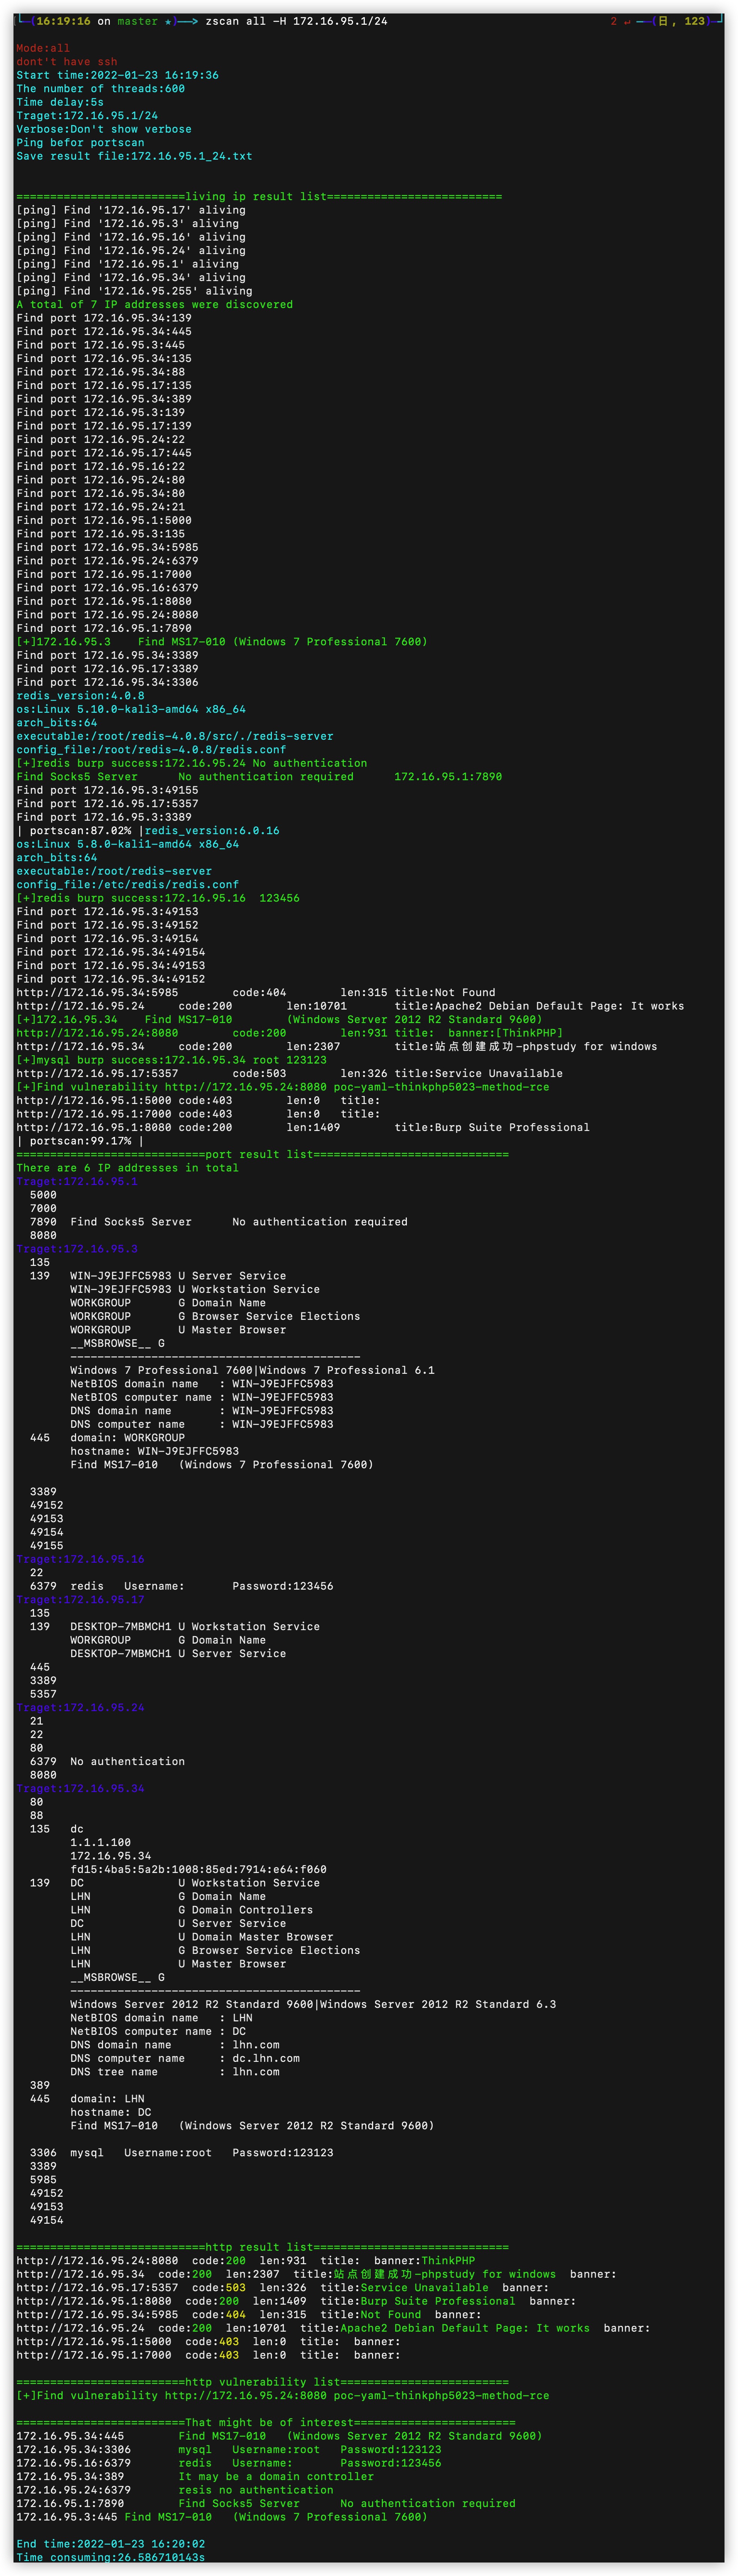 (16:19:16 on master ★)──> zscan all -H 172.16.95.1/24 2 ↵ ─(日, 123)
Mode:all
dont't have ssh
Start time:2022-01-23 16:19:36
The number of threads:600
Time delay:5s
Traget:172.16.95.1/24
Verbose:Don't show verbose
Ping befor portscan
Save result file:172.16.95.1_24.txt
=========================living ip result list==========================
[ping] Find '172.16.95.17' aliving
[ping] Find '172.16.95.3' aliving
[ping] Find '172.16.95.16' aliving
[ping] Find '172.16.95.24' aliving
[ping] Find '172.16.95.1' aliving
[ping] Find '172.16.95.34' aliving
[ping] Find '172.16.95.255' aliving
A total of 7 IP addresses were discovered
Find port 172.16.95.34:139
Find port 172.16.95.34:445
Find port 172.16.95.3:445
Find port 172.16.95.34:135
Find port 172.16.95.34:88
Find port 172.16.95.17:135
Find port 172.16.95.34:389
Find port 172.16.95.3:139
Find port 172.16.95.17:139
Find port 172.16.95.24:22
Find port 172.16.95.17:445
Find port 172.16.95.16:22
Find port 172.16.95.24:80
Find port 172.16.95.34:80
Find port 172.16.95.24:21
Find port 172.16.95.1:5000
Find port 172.16.95.3:135
Find port 172.16.95.34:5985
Find port 172.16.95.24:6379
Find port 172.16.95.1:7000
Find port 172.16.95.16:6379
Find port 172.16.95.1:8080
Find port 172.16.95.24:8080
Find port 172.16.95.1:7890
[+]172.16.95.3 Find MS17-010 (Windows 7 Professional 7600)
Find port 172.16.95.34:3389
Find port 172.16.95.17:3389
Find port 172.16.95.34:3306
redis_version:4.0.8
os:Linux 5.10.0-kali3-amd64 x86_64
arch_bits:64
executable:/root/redis-4.0.8/src/./redis-server
config_file:/root/redis-4.0.8/redis.conf
[+]redis burp success:172.16.95.24 No authentication
Find Socks5 Server No authentication required 172.16.95.1:7890
Find port 172.16.95.3:49155
Find port 172.16.95.17:5357
Find port 172.16.95.3:3389
| portscan:87.02% |redis_version:6.0.16
os:Linux 5.8.0-kali1-amd64 x86_64
arch_bits:64
executable:/root/redis-server
config_file:/etc/redis/redis.conf
[+]redis burp success:172.16.95.16 123456
Find port 172.16.95.3:49153
Find port 172.16.95.3:49152
Find port 172.16.95.3:49154
Find port 172.16.95.34:49154
Find port 172.16.95.34:49153
Find port 172.16.95.34:49152
http://172.16.95.34:5985 code:404 len:315 title:Not Found
http://172.16.95.24 code:200 len:10701 title:Apache2 Debian Default Page: It works
[+]172.16.95.34 Find MS17-010 (Windows Server 2012 R2 Standard 9600)
http://172.16.95.24:8080 code:200 len:931 title: banner:[ThinkPHP]
http://172.16.95.34 code:200 len:2307 title:站点创建成功-phpstudy for windows
[+]mysql burp success:172.16.95.34 root 123123
http://172.16.95.17:5357 code:503 len:326 title:Service Unavailable
[+]Find vulnerability http://172.16.95.24:8080 poc-yaml-thinkphp5023-method-rce
http://172.16.95.1:5000 code:403 len:0 title:
http://172.16.95.1:7000 code:403 len:0 title:
http://172.16.95.1:8080 code:200 len:1409 title:Burp Suite Professional
| portscan:99.17% |
============================port result list=============================
There are 6 IP addresses in total
Traget:172.16.95.1
5000
7000
7890 Find Socks5 Server No authentication required
8080
Traget:172.16.95.3
135
139 WIN-J9EJFFC5983 U Server Service
WIN-J9EJFFC5983 U Workstation Service
WORKGROUP G Domain Name
WORKGROUP G Browser Service Elections
WORKGROUP U Master Browser
__MSBROWSE__ G
-------------------------------------------
Windows 7 Professional 7600|Windows 7 Professional 6.1
NetBIOS domain name : WIN-J9EJFFC5983
NetBIOS computer name : WIN-J9EJFFC5983
DNS domain name : WIN-J9EJFFC5983
DNS computer name : WIN-J9EJFFC5983
445 domain: WORKGROUP
hostname: WIN-J9EJFFC5983
Find MS17-010 (Windows 7 Professional 7600)
3389
49152
49153
49154
49155
Traget:172.16.95.16
22
6379 redis Username: Password:123456
Traget:172.16.95.17
135
139 DESKTOP-7MBMCH1 U Workstation Service
WORKGROUP G Domain Name
DESKTOP-7MBMCH1 U Server Service
445
3389
5357
Traget:172.16.95.24
21
22
80
6379 No authentication
8080
Traget:172.16.95.34
80
88
135 dc
1.1.1.100
172.16.95.34
fd15:4ba5:5a2b:1008:85ed:7914:e64:f060
139 DC U Workstation Service
LHN G Domain Name
LHN G Domain Controllers
DC U Server Service
LHN U Domain Master Browser
LHN G Browser Service Elections
LHN U Master Browser
__MSBROWSE__ G
-------------------------------------------
Windows Server 2012 R2 Standard 9600|Windows Server 2012 R2 Standard 6.3
NetBIOS domain name : LHN
NetBIOS computer name : DC
DNS domain name : lhn.com
DNS computer name : dc.lhn.com
DNS tree name : lhn.com
389
445 domain: LHN
hostname: DC
Find MS17-010 (Windows Server 2012 R2 Standard 9600)
3306 mysql Username:root Password:123123
3389
5985
49152
49153
49154
============================http result list=============================
http://172.16.95.24:8080 code:200 len:931 title: banner:ThinkPHP
http://172.16.95.34 code:200 len:2307 title:站点创建成功-phpstudy for windows banner:
http://172.16.95.17:5357 code:503 len:326 title:Service Unavailable banner:
http://172.16.95.1:8080 code:200 len:1409 title:Burp Suite Professional banner:
http://172.16.95.34:5985 code:404 len:315 title:Not Found banner:
http://172.16.95.24 code:200 len:10701 title:Apache2 Debian Default Page: It works banner:
http://172.16.95.1:5000 code:403 len:0 title: banner:
http://172.16.95.1:7000 code:403 len:0 title: banner:
=========================http vulnerability list=========================
[+]Find vulnerability http://172.16.95.24:8080 poc-yaml-thinkphp5023-method-rce
=========================That might be of interest========================
172.16.95.34:445 Find MS17-010 (Windows Server 2012 R2 Standard 9600)
172.16.95.34:3306 mysql Username:root Password:123123
172.16.95.16:6379 redis Username: Password:123456
172.16.95.34:389 It may be a domain controller
172.16.95.24:6379 resis no authentication
172.16.95.1:7890 Find Socks5 Server No authentication required
172.16.95.3:445 Find MS17-010 (Windows 7 Professional 7600)
End time:2022-01-23 16:20:02
Time consuming:26.586710143s